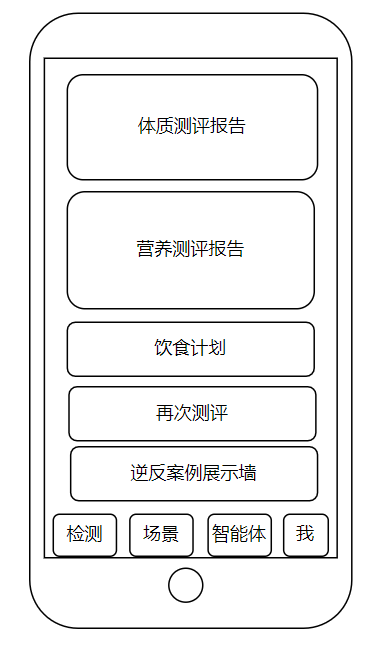 体质测评报告
营养测评报告
饮食计划
再次测评
逆反案例展示墙
检测
场景
智能体
我